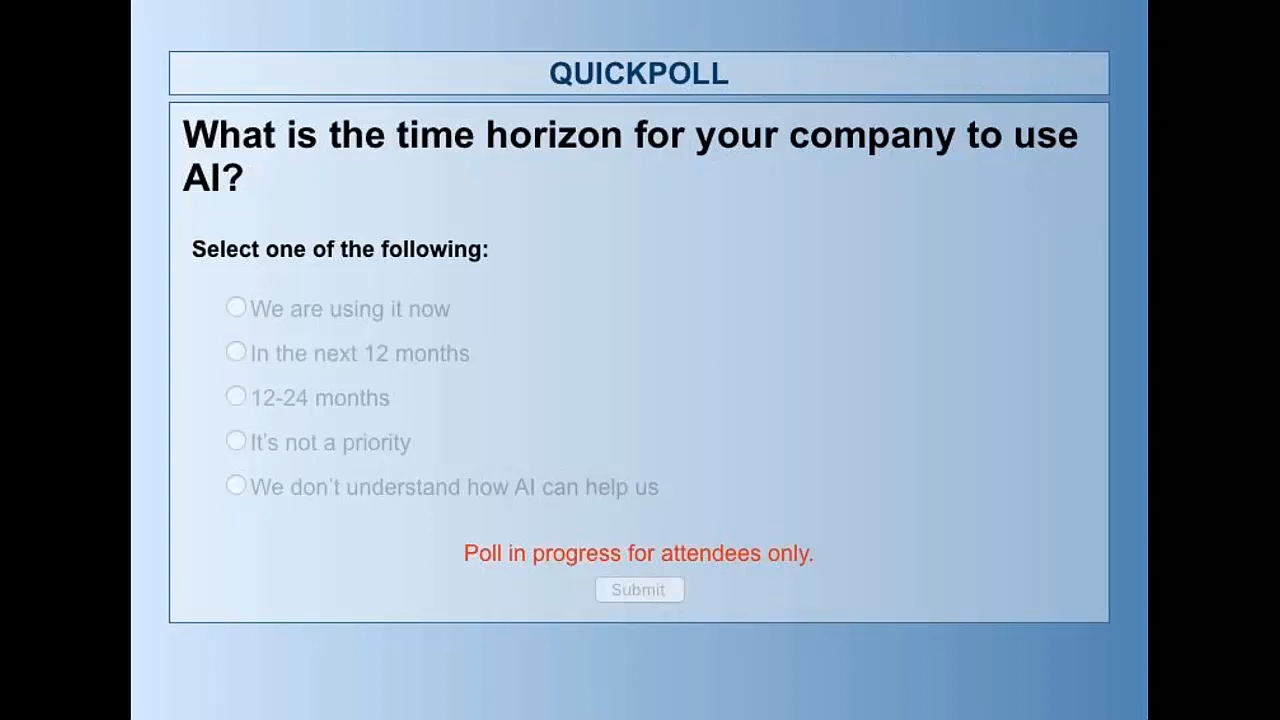 QUICKPOLL
What is the time horizon for your company to use
AI?
Select one of the following:
We are using it now
In the next 12 months
12-24 months
It's not a priority
We don't understand how AI can help us
Poll in progress for attendees only.
Submit